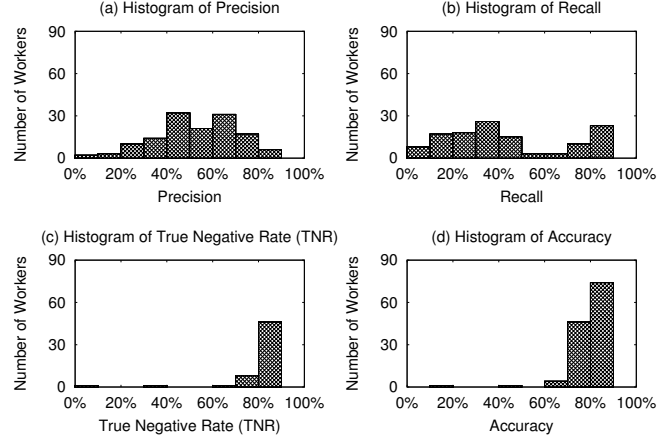 (a) Histogram of Precision
90
60
30
0
0% 20% 40% 60% 80% 100%
Number of Workers
Precision
(b) Histogram of Recall
90
60
30
0
0% 20% 40% 60% 80% 100%
Number of Workers
Recall
(c) Histogram of True Negative Rate (TNR)
90
60
30
0
0% 20% 40% 60% 80% 100%
Number of Workers
True Negative Rate (TNR)
(d) Histogram of Accuracy
90
60
30
0
0% 20% 40% 60% 80% 100%
Number of Workers
Accuracy